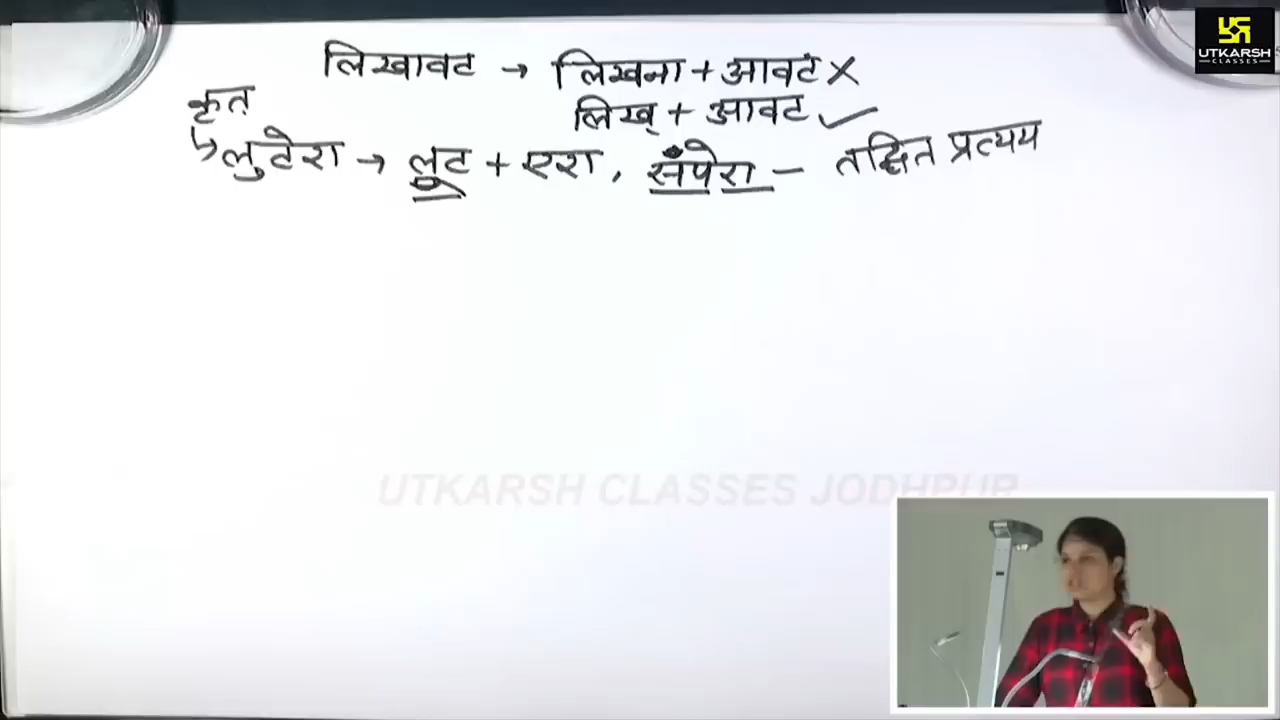 UTKARSH
CLASSES
लिखावट → लिखना + आवट ×
कृत
लिख् + आवट ✓
↳ लुटेरा → लूट + एरा, सँपेरा – तद्धित प्रत्यय
UTKARSH CLASSES JODHPUR